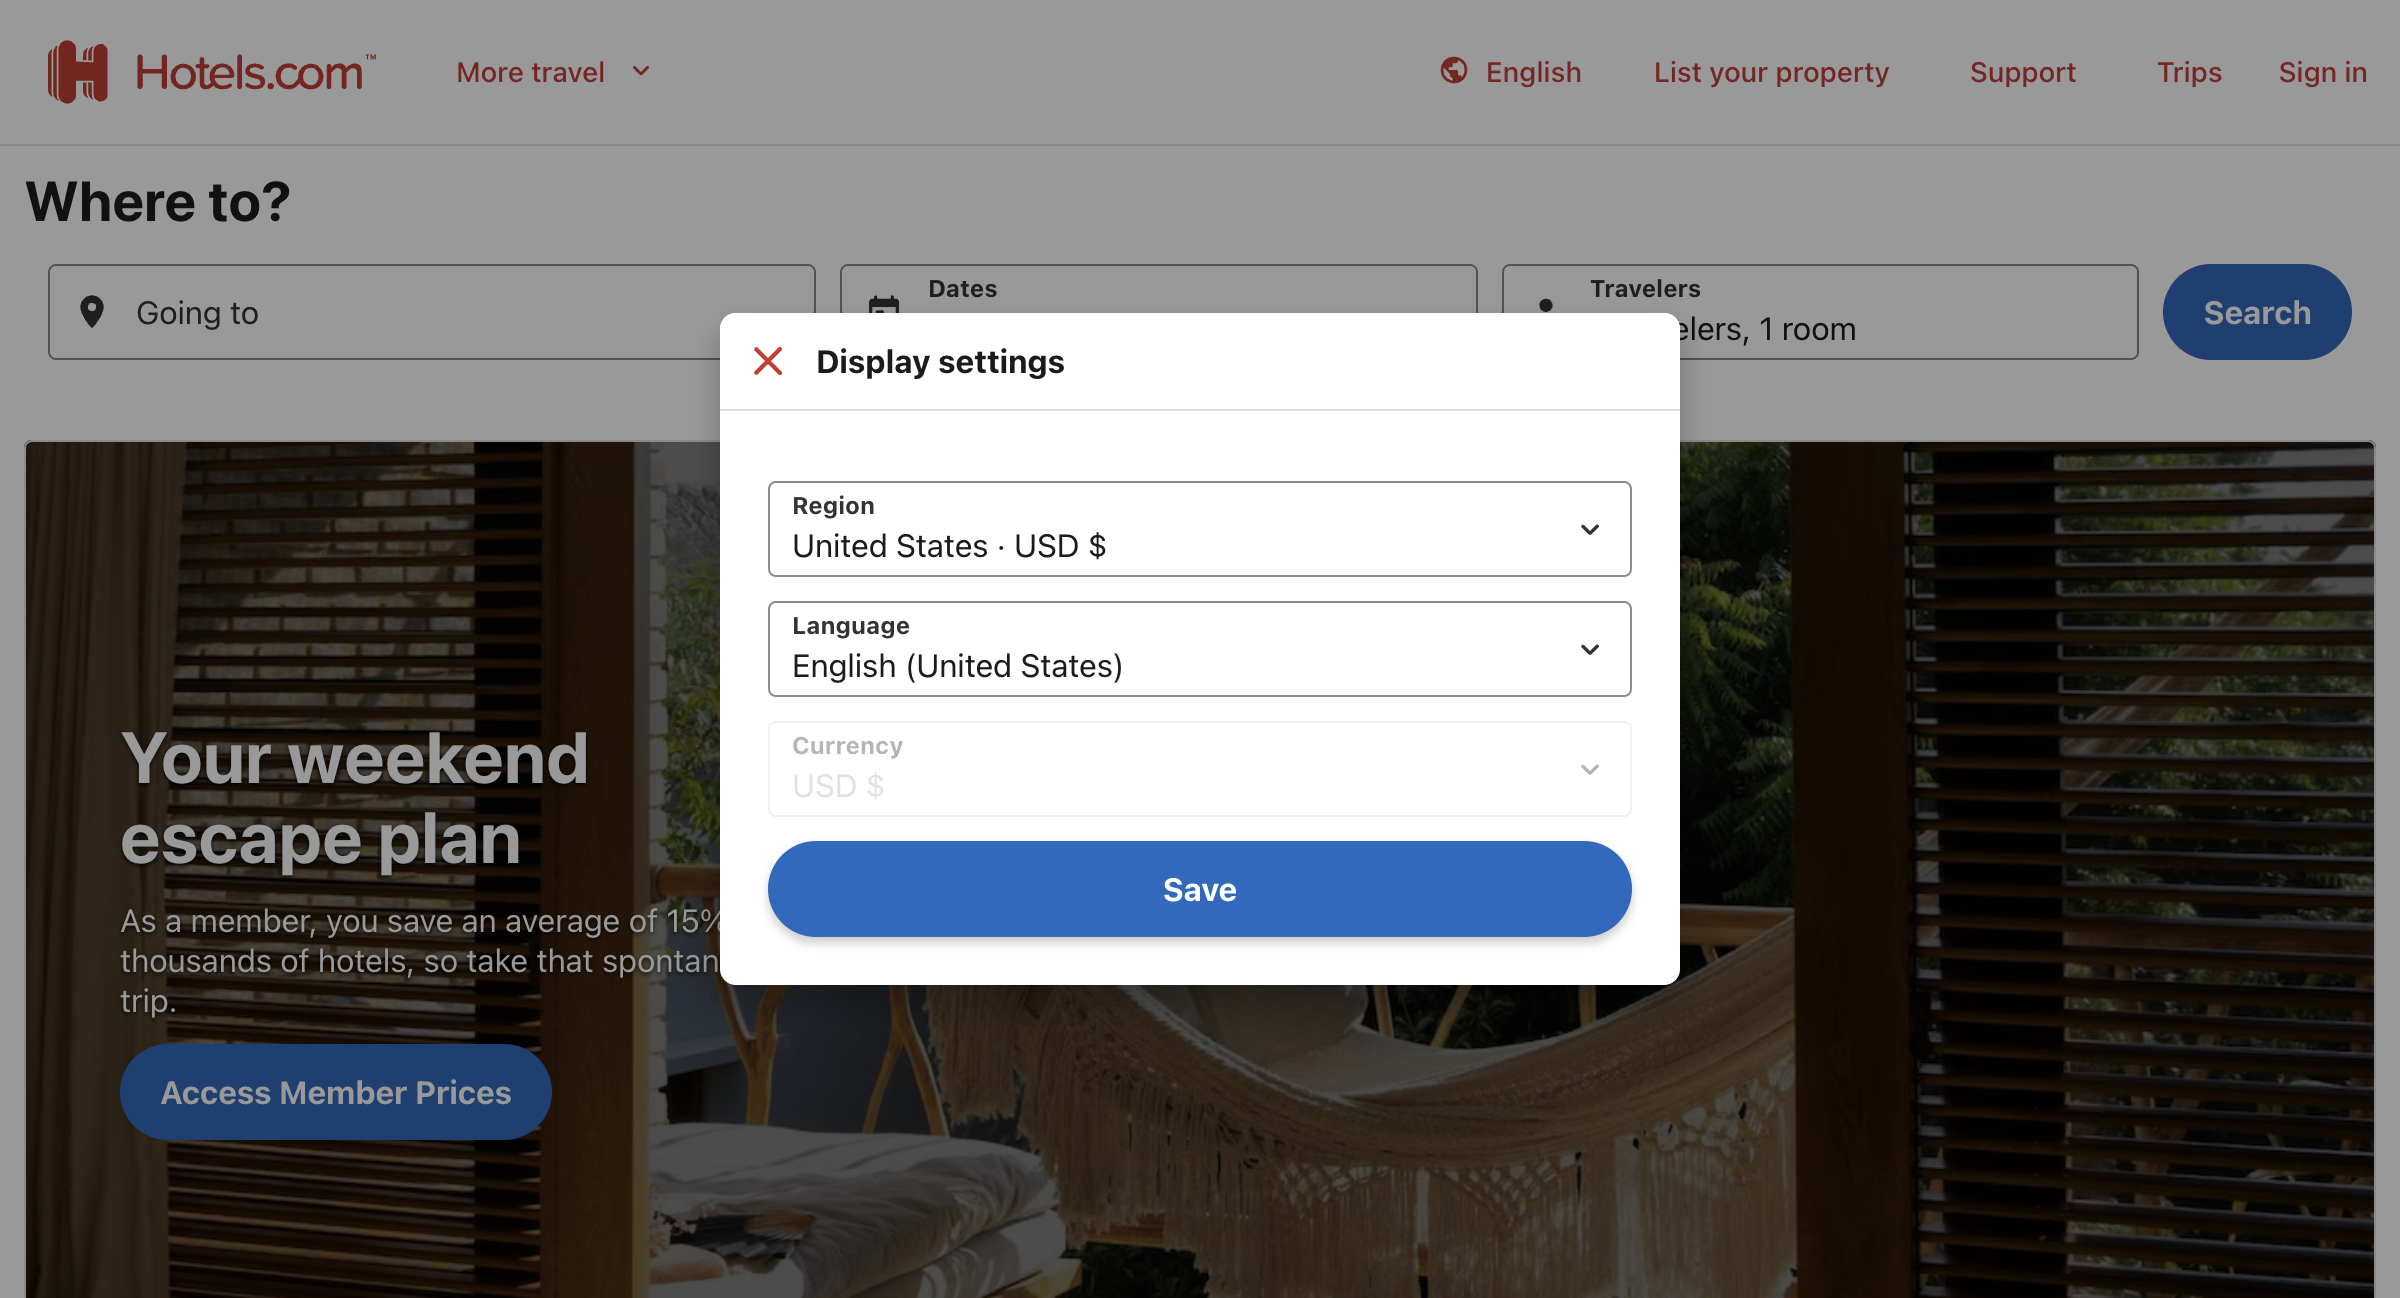 Hotels.com™
More travel
English
List your property
Support
Trips
Sign in
Where to?
Going to
Dates
Travelers
elers, 1 room
Search
Display settings
Region
United States · USD $
Language
English (United States)
Currency
USD $
Save
Your weekend
escape plan
As a member, you save an average of 15%
thousands of hotels, so take that spontan
trip.
Access Member Prices